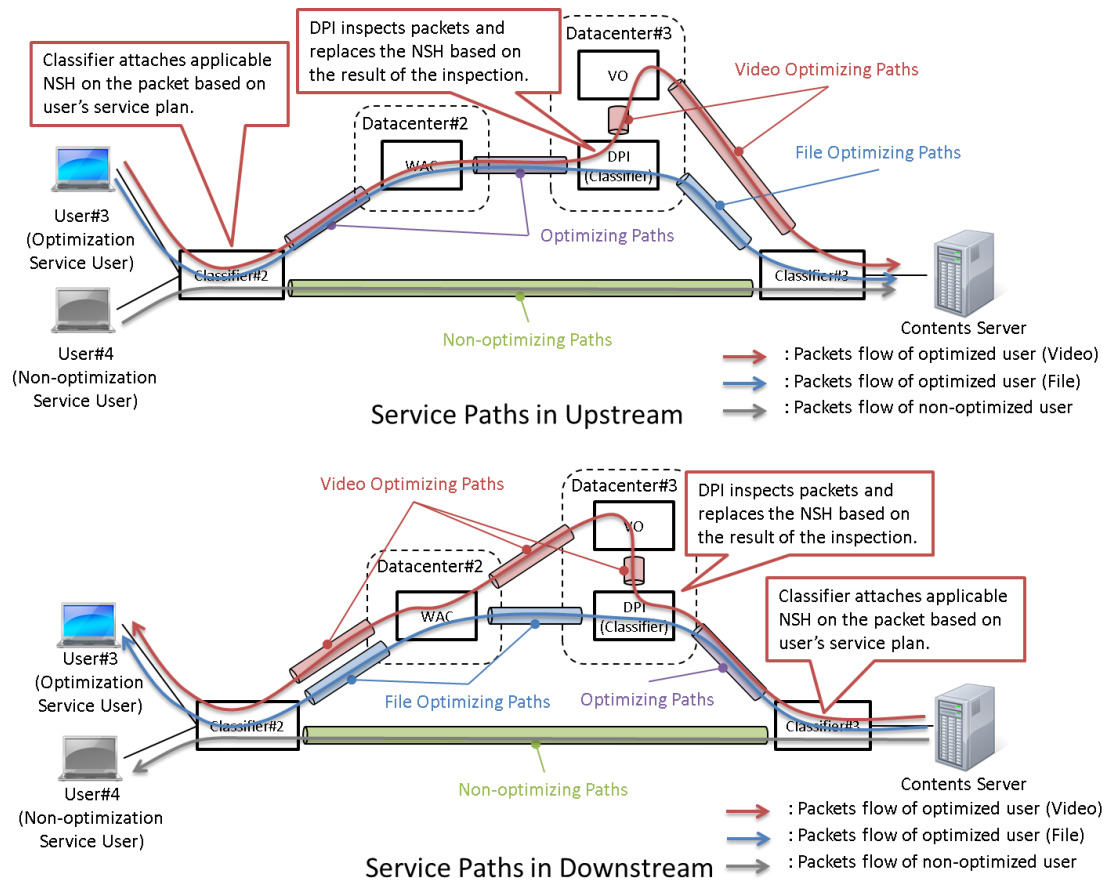 DPI inspects packets and
replaces the NSH based on
the result of the inspection.
Classifier attaches applicable
NSH on the packet based on
user's service plan.
Datacenter#3
VO
Video Optimizing Paths
Datacenter#2
WAC
DPI
(Classifier)
File Optimizing Paths
User#3
(Optimization
Service User)
Optimizing Paths
Classifier#2
Classifier#3
Non-optimizing Paths
Contents Server
User#4
(Non-optimization
Service User)
: Packets flow of optimized user (Video)
: Packets flow of optimized user (File)
: Packets flow of non-optimized user
Service Paths in Upstream
Video Optimizing Paths
Datacenter#3
DPI inspects packets and
replaces the NSH based on
the result of the inspection.
VO
Datacenter#2
WAC
DPI
(Classifier)
Classifier attaches applicable
NSH on the packet based on
user's service plan.
User#3
(Optimization
Service User)
File Optimizing Paths
Optimizing Paths
Classifier#2
Classifier#3
Non-optimizing Paths
Contents Server
User#4
(Non-optimization
Service User)
: Packets flow of optimized user (Video)
: Packets flow of optimized user (File)
: Packets flow of non-optimized user
Service Paths in Downstream